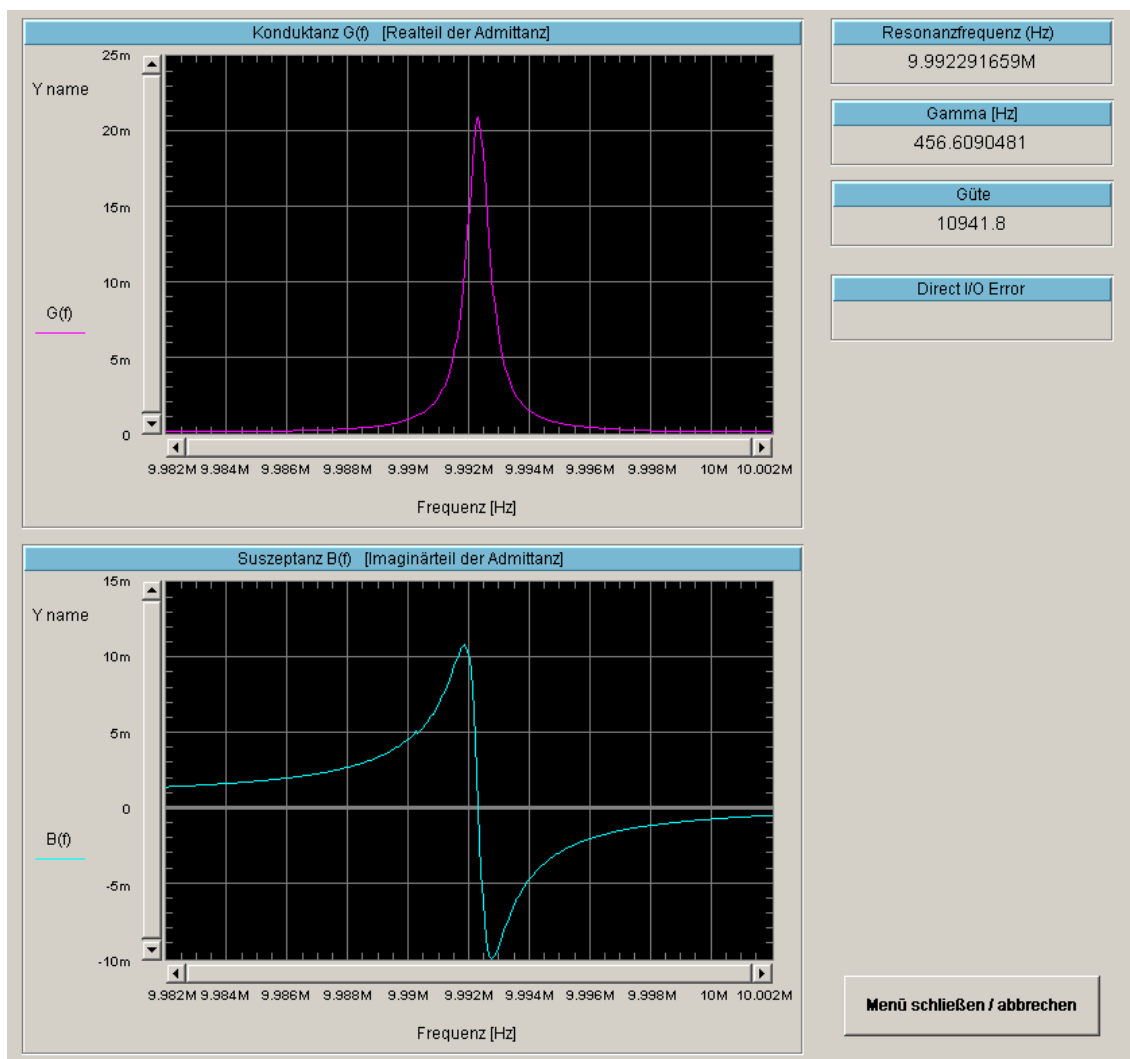 Konduktanz G(f) [Realteil der Admittanz]
Y name
25m
20m
15m
10m
5m
0
G(f)
9.982M 9.984M 9.986M 9.988M 9.99M 9.992M 9.994M 9.996M 9.998M 10M 10.002M
Frequenz [Hz]
Suszeptanz B(f) [Imaginärteil der Admittanz]
Y name
15m
10m
5m
0
-5m
-10m
B(f)
9.982M 9.984M 9.986M 9.988M 9.99M 9.992M 9.994M 9.996M 9.998M 10M 10.002M
Frequenz [Hz]
Resonanzfrequenz (Hz)
9.992291659M
Gamma [Hz]
456.6090481
Güte
10941.8
Direct I/O Error
Menü schließen / abbrechen